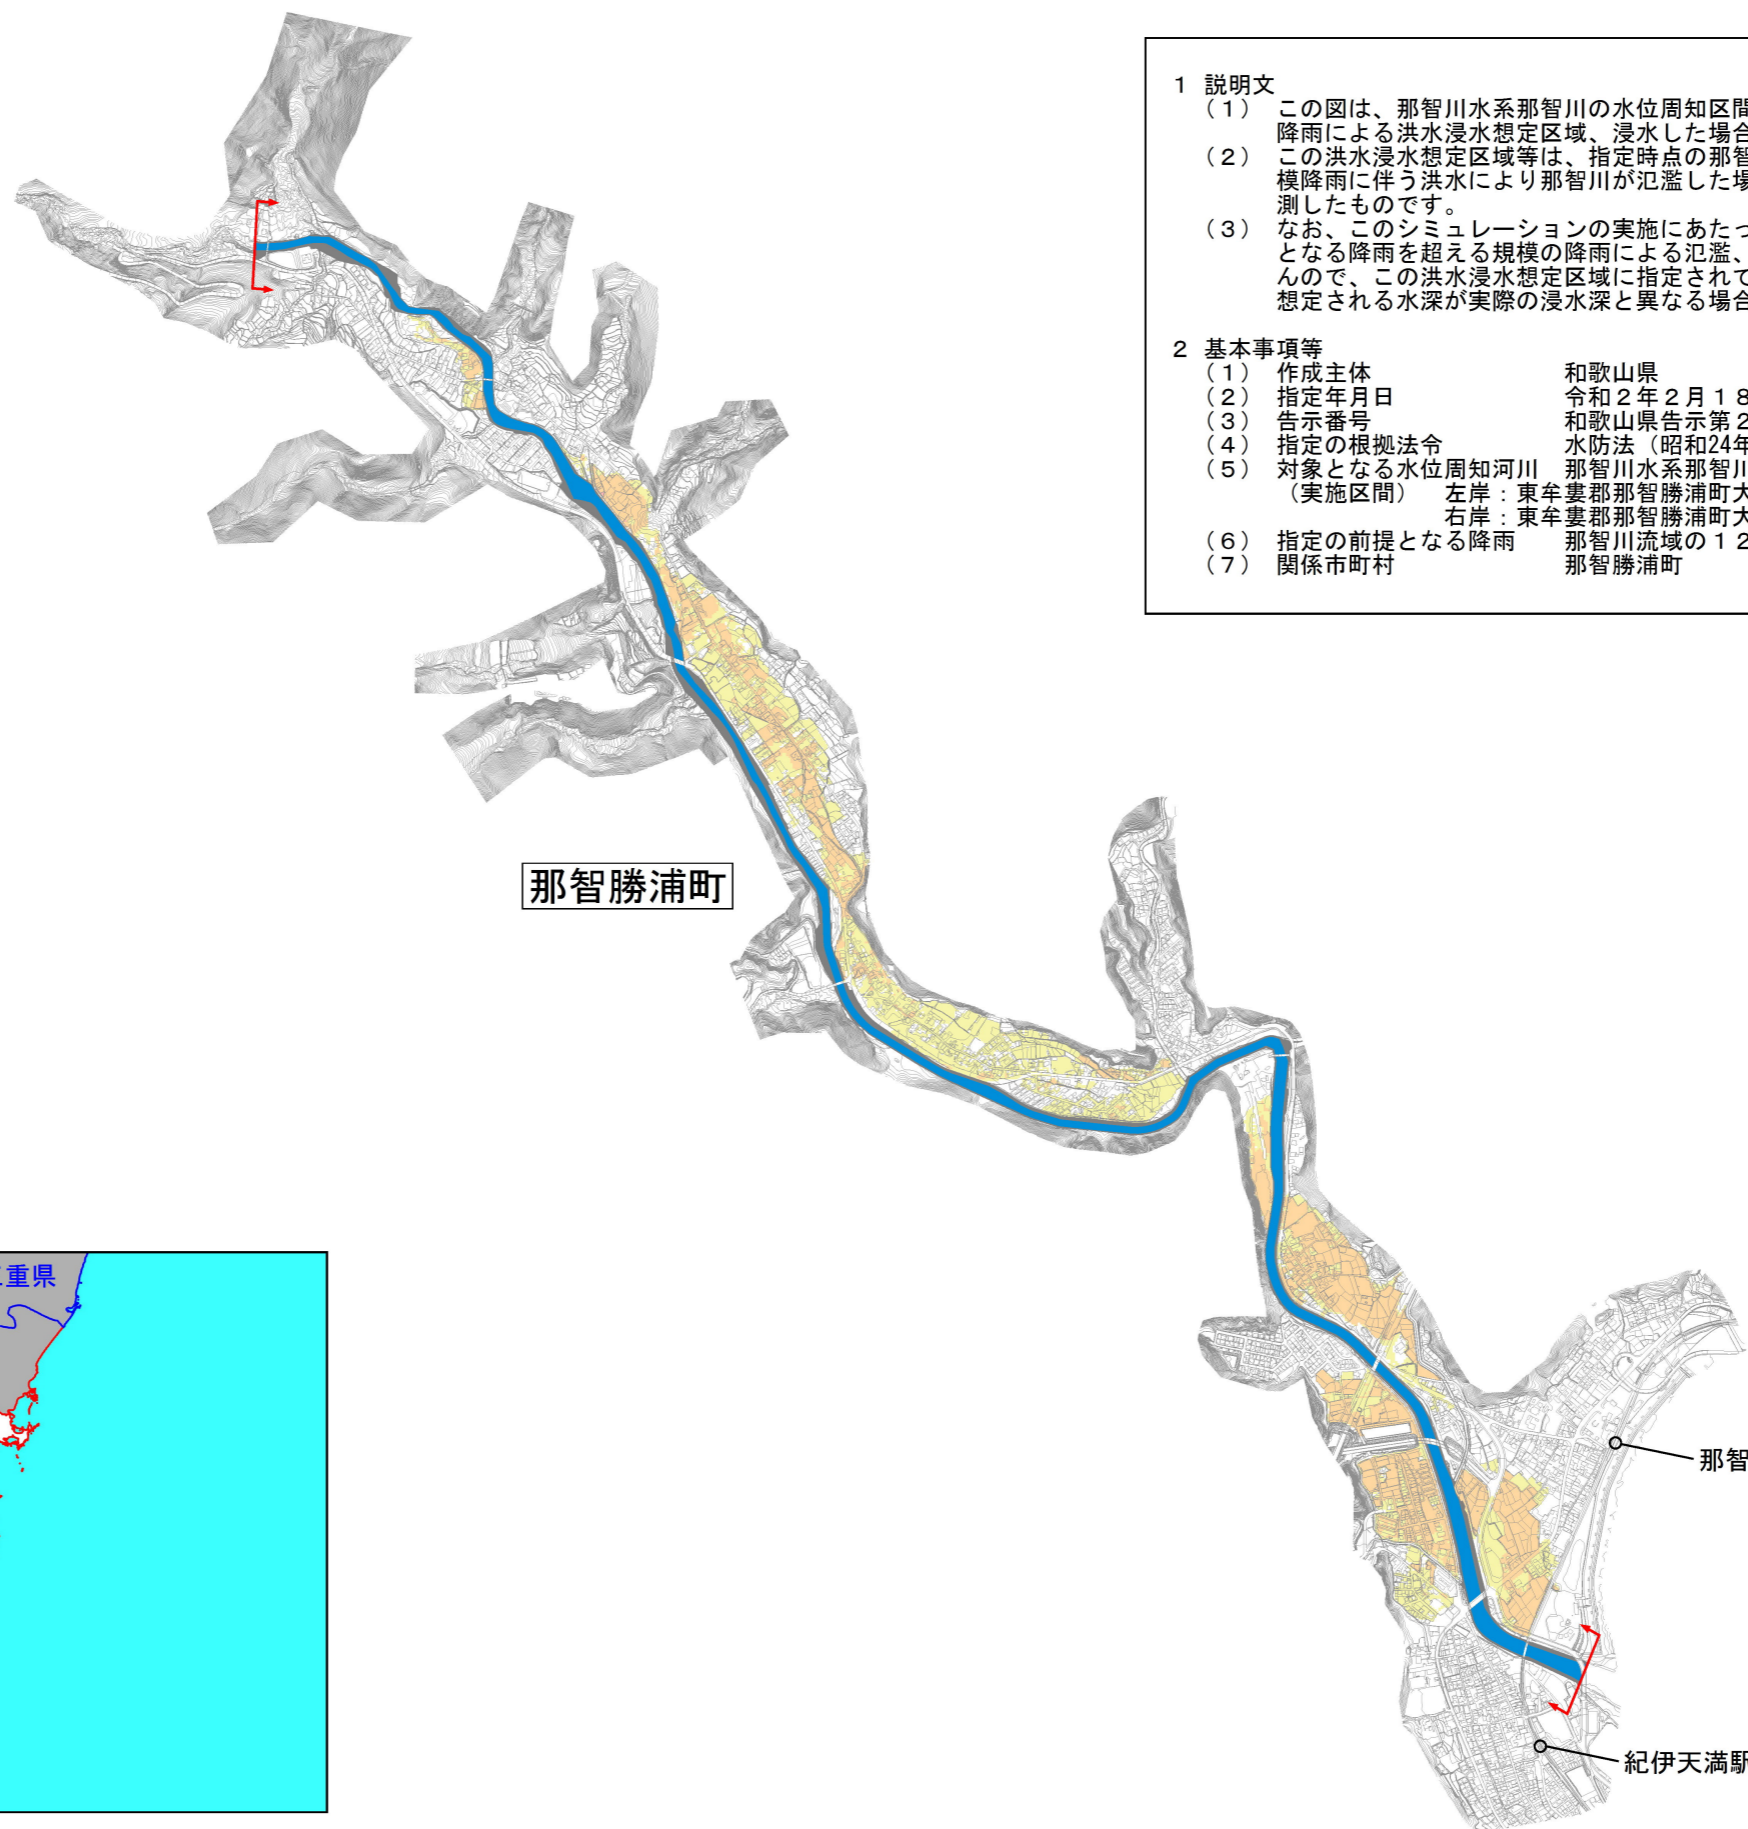 1 説明文
（1） この図は、那智川水系那智川の水位周知区間
降雨による洪水浸水想定区域、浸水した場合
（2） この洪水浸水想定区域等は、指定時点の那智
模降雨に伴う洪水により那智川が氾濫した場
測したものです。
（3） なお、このシミュレーションの実施にあたっ
となる降雨を超える規模の降雨による氾濫、
んので、この洪水浸水想定区域に指定されて
想定される水深が実際の浸水深と異なる場合
2 基本事項等
（1） 作成主体 和歌山県
（2） 指定年月日 令和２年２月１８
（3） 告示番号 和歌山県告示第２
（4） 指定の根拠法令 水防法（昭和24年
（5） 対象となる水位周知河川 那智川水系那智川
（実施区間） 左岸：東牟婁郡那智勝浦町大
右岸：東牟婁郡那智勝浦町大
（6） 指定の前提となる降雨 那智川流域の１２
（7） 関係市町村 那智勝浦町
那智勝浦町
重県
那智
紀伊天満駅